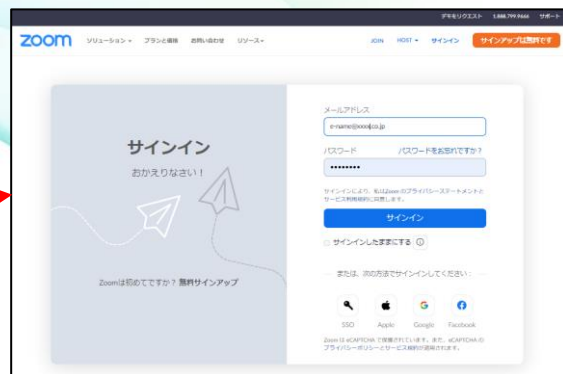 デモをリクエスト 1.888.799.9666 サポート
zoom ソリューション プランと価格 お問い合わせ リソース JOIN HOST サインイン サインアップは無料です
サインイン
おかえりなさい！
Zoomは初めてですか？ 無料サインアップ
メールアドレス
e-name@xxxx.co.jp
パスワード パスワードをお忘れですか?
サインインにより、私はZoom のプライバシーステートメントと
サービス利用規約に同意します。
サインイン
サインインしたままにする
または、次の方法でサインインしてください：
SSO Apple Google Facebook
Zoom は eCAPTCHA で保護されています。また、eCAPTCHA の
プライバシーポリシーとサービス規約が適用されます。